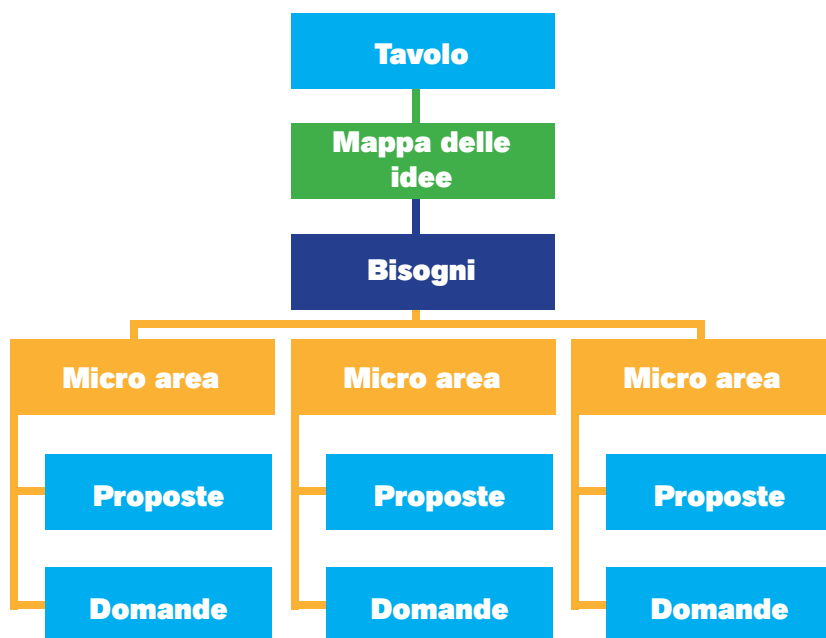 Tavolo
Mappa delle
idee
Bisogni
Micro area
Micro area
Micro area
Proposte
Proposte
Proposte
Domande
Domande
Domande